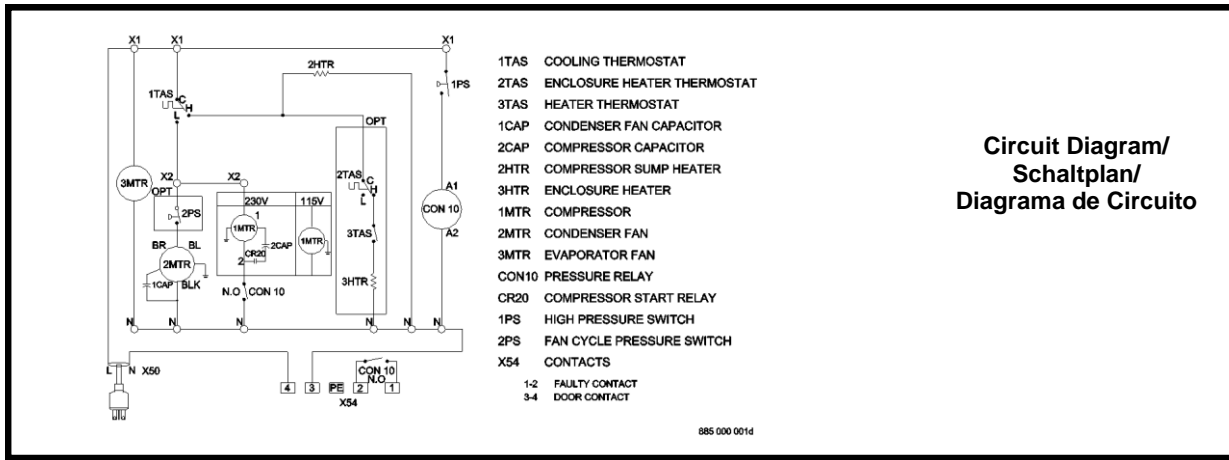 X1 X1 X1
2HTR
1PS
1TAS C
H
L
OPT
3MTR
X2 X2
OPT
2PS
230V 115V
1
1MTR
2CAP
CR20
2
1MTR
2TAS C
H
L
A1
CON 10
A2
BR BL
2MTR
1CAP BLK
3TAS
3HTR
N.O CON 10
N N N N N N
L N X50
CON 10
N.O
4 3 PE 2 1
X54
1TAS COOLING THERMOSTAT
2TAS ENCLOSURE HEATER THERMOSTAT
3TAS HEATER THERMOSTAT
1CAP CONDENSER FAN CAPACITOR
2CAP COMPRESSOR CAPACITOR
2HTR COMPRESSOR SUMP HEATER
3HTR ENCLOSURE HEATER
1MTR COMPRESSOR
2MTR CONDENSER FAN
3MTR EVAPORATOR FAN
CON10 PRESSURE RELAY
CR20 COMPRESSOR START RELAY
1PS HIGH PRESSURE SWITCH
2PS FAN CYCLE PRESSURE SWITCH
X54 CONTACTS
1-2 FAULTY CONTACT
3-4 DOOR CONTACT
885 000 001d
Circuit Diagram/
Schaltplan/
Diagrama de Circuito